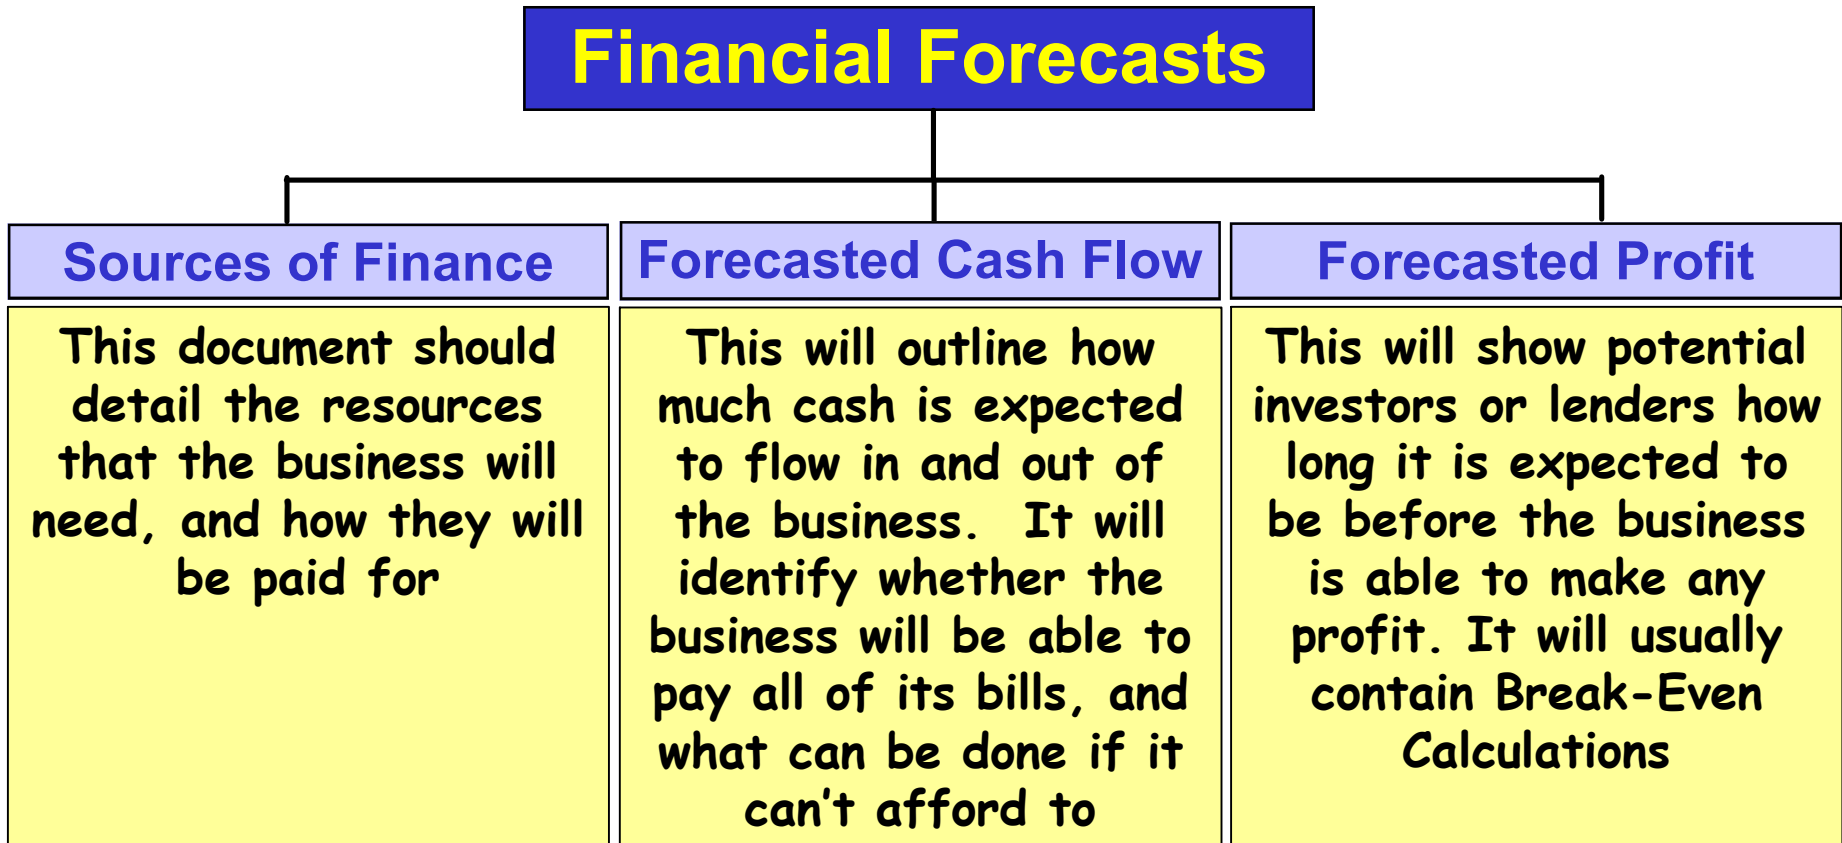 Financial Forecasts
Sources of Finance
This document should
detail the resources
that the business will
need, and how they will
be paid for
Forecasted Cash Flow
This will outline how
much cash is expected
to flow in and out of
the business. It will
identify whether the
business will be able to
pay all of its bills, and
what can be done if it
can't afford to
Forecasted Profit
This will show potential
investors or lenders how
long it is expected to
be before the business
is able to make any
profit. It will usually
contain Break-Even
Calculations